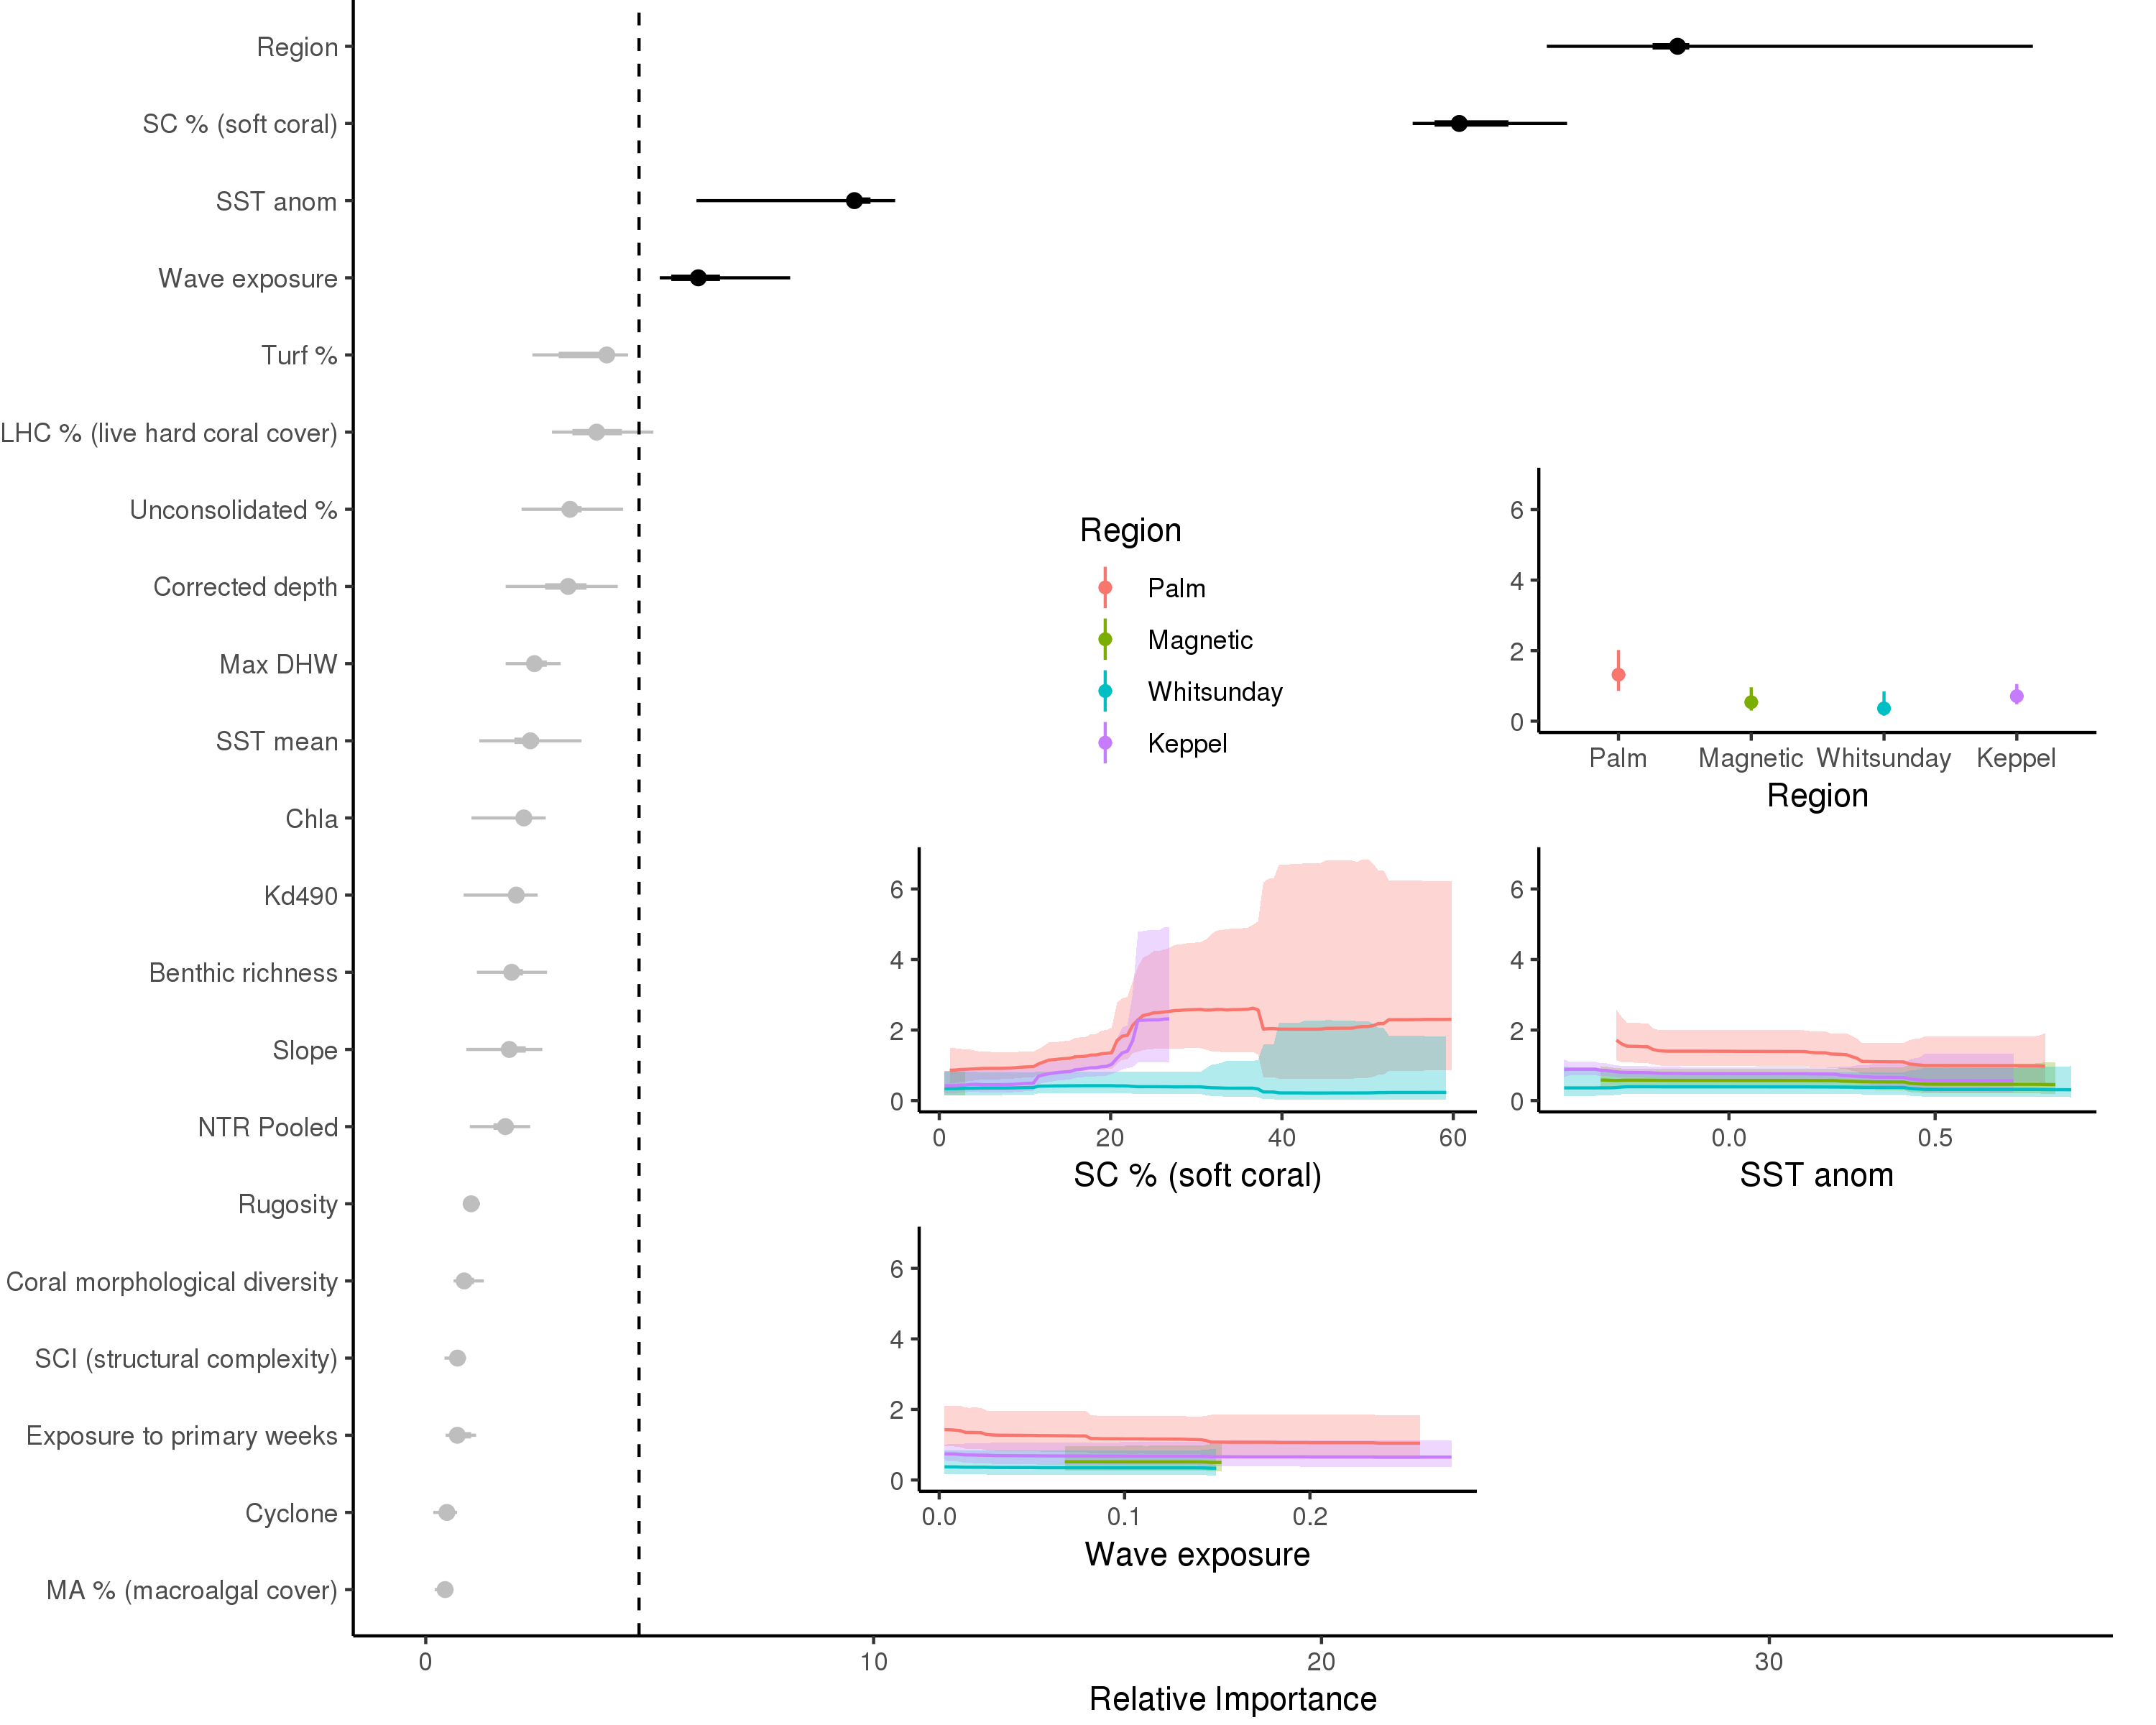 Region
SC % (soft coral)
SST anom
Wave exposure
Turf %
LHC % (live hard coral cover)
Unconsolidated %
Corrected depth
Max DHW
SST mean
Chla
Kd490
Benthic richness
Slope
NTR Pooled
Rugosity
Coral morphological diversity
SCI (structural complexity)
Exposure to primary weeks
Cyclone
MA % (macroalgal cover)
0 10 20 30
Relative Importance
Region
Palm
Magnetic
Whitsunday
Keppel
6
4
2
0
Palm Magnetic Whitsunday Keppel
Region
6
4
2
0
0 20 40 60
SC % (soft coral)
6
4
2
0
0.0 0.5
SST anom
6
4
2
0
0.0 0.1 0.2
Wave exposure